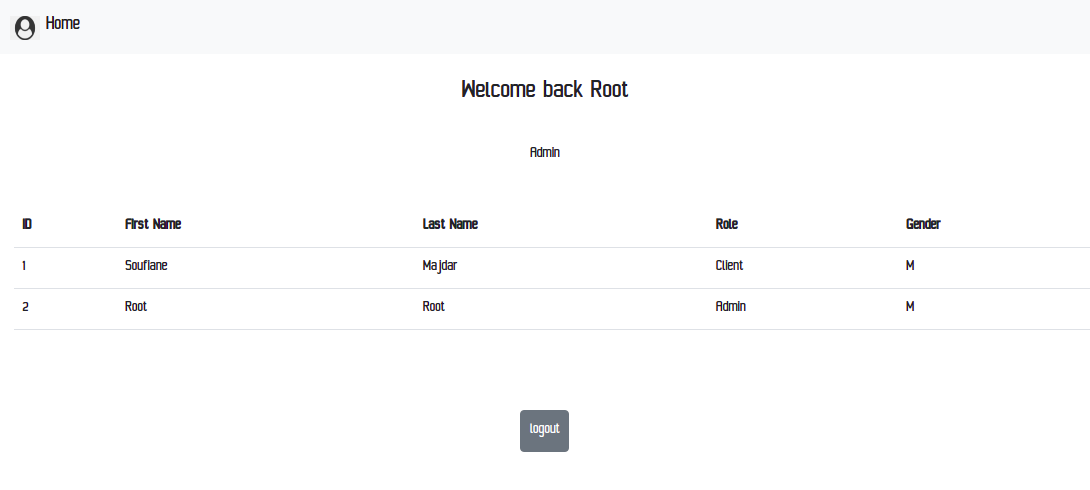 Home
Welcome back Root
Admin
ID First Name Last Name Role Gender
1 Soufiane Majdar Client M
2 Root Root Admin M
logout